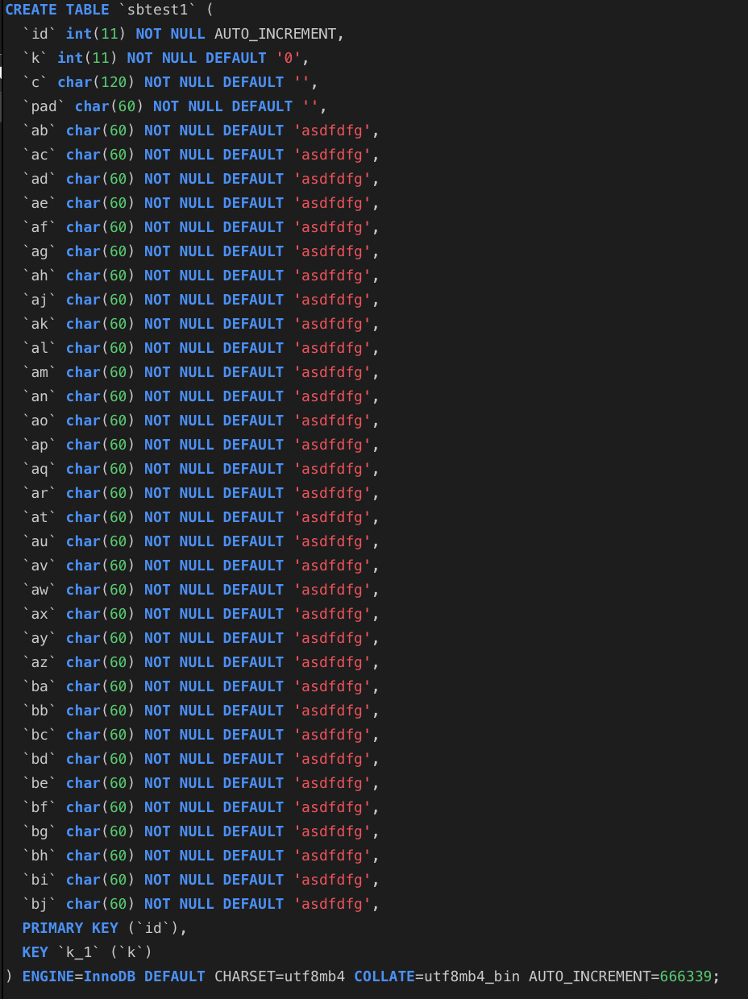 CREATE TABLE `sbtest1` (
  `id` int(11) NOT NULL AUTO_INCREMENT,
  `k` int(11) NOT NULL DEFAULT '0',
  `c` char(120) NOT NULL DEFAULT '',
  `pad` char(60) NOT NULL DEFAULT '',
  `ab` char(60) NOT NULL DEFAULT 'asdfdfg',
  `ac` char(60) NOT NULL DEFAULT 'asdfdfg',
  `ad` char(60) NOT NULL DEFAULT 'asdfdfg',
  `ae` char(60) NOT NULL DEFAULT 'asdfdfg',
  `af` char(60) NOT NULL DEFAULT 'asdfdfg',
  `ag` char(60) NOT NULL DEFAULT 'asdfdfg',
  `ah` char(60) NOT NULL DEFAULT 'asdfdfg',
  `aj` char(60) NOT NULL DEFAULT 'asdfdfg',
  `ak` char(60) NOT NULL DEFAULT 'asdfdfg',
  `al` char(60) NOT NULL DEFAULT 'asdfdfg',
  `am` char(60) NOT NULL DEFAULT 'asdfdfg',
  `an` char(60) NOT NULL DEFAULT 'asdfdfg',
  `ao` char(60) NOT NULL DEFAULT 'asdfdfg',
  `ap` char(60) NOT NULL DEFAULT 'asdfdfg',
  `aq` char(60) NOT NULL DEFAULT 'asdfdfg',
  `ar` char(60) NOT NULL DEFAULT 'asdfdfg',
  `at` char(60) NOT NULL DEFAULT 'asdfdfg',
  `au` char(60) NOT NULL DEFAULT 'asdfdfg',
  `av` char(60) NOT NULL DEFAULT 'asdfdfg',
  `aw` char(60) NOT NULL DEFAULT 'asdfdfg',
  `ax` char(60) NOT NULL DEFAULT 'asdfdfg',
  `ay` char(60) NOT NULL DEFAULT 'asdfdfg',
  `az` char(60) NOT NULL DEFAULT 'asdfdfg',
  `ba` char(60) NOT NULL DEFAULT 'asdfdfg',
  `bb` char(60) NOT NULL DEFAULT 'asdfdfg',
  `bc` char(60) NOT NULL DEFAULT 'asdfdfg',
  `bd` char(60) NOT NULL DEFAULT 'asdfdfg',
  `be` char(60) NOT NULL DEFAULT 'asdfdfg',
  `bf` char(60) NOT NULL DEFAULT 'asdfdfg',
  `bg` char(60) NOT NULL DEFAULT 'asdfdfg',
  `bh` char(60) NOT NULL DEFAULT 'asdfdfg',
  `bi` char(60) NOT NULL DEFAULT 'asdfdfg',
  `bj` char(60) NOT NULL DEFAULT 'asdfdfg',
  PRIMARY KEY (`id`),
  KEY `k_1` (`k`)
) ENGINE=InnoDB DEFAULT CHARSET=utf8mb4 COLLATE=utf8mb4_bin AUTO_INCREMENT=666339;